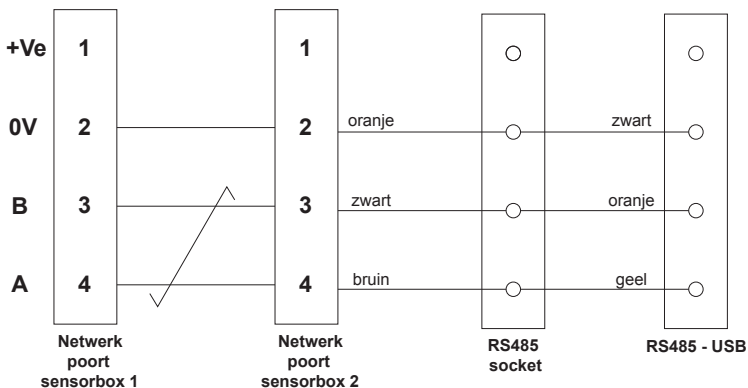 +Ve 1 1
0V 2 2 oranje zwart
B 3 3 zwart oranje
A 4 4 bruin geel
Netwerk
poort
sensorbox 1
Netwerk
poort
sensorbox 2
RS485
socket
RS485 - USB